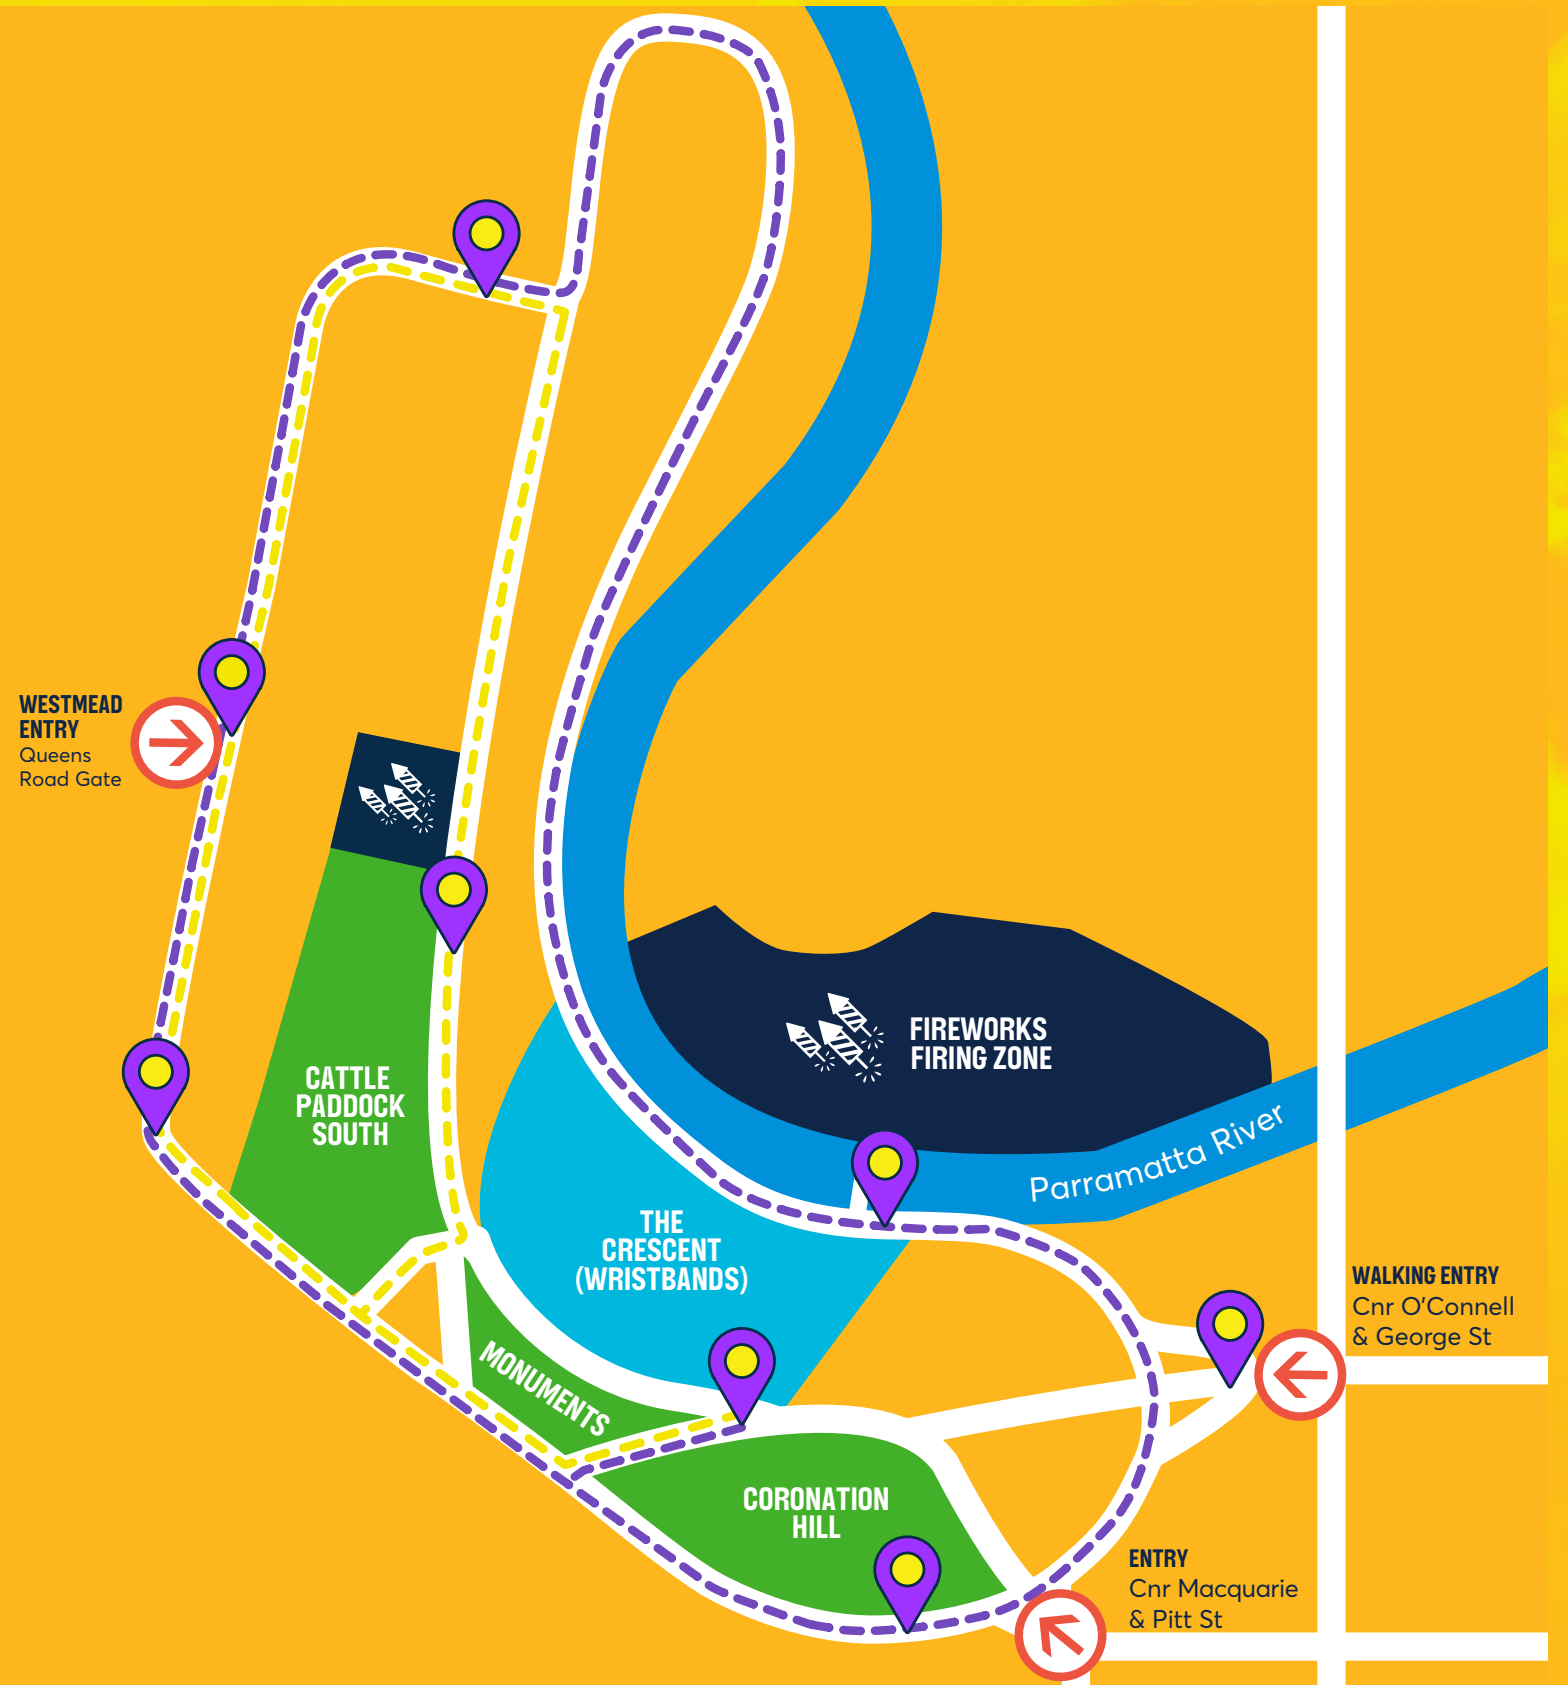 WESTMEAD
ENTRY
Queens
Road Gate
FIREWORKS
FIRING ZONE
CATTLE
PADDOCK
SOUTH
Parramatta River
THE
CRESCENT
(WRISTBANDS)
WALKING ENTRY
Cnr O'Connell
& George St
MONUMENTS
CORONATION
HILL
ENTRY
Cnr Macquarie
& Pitt St